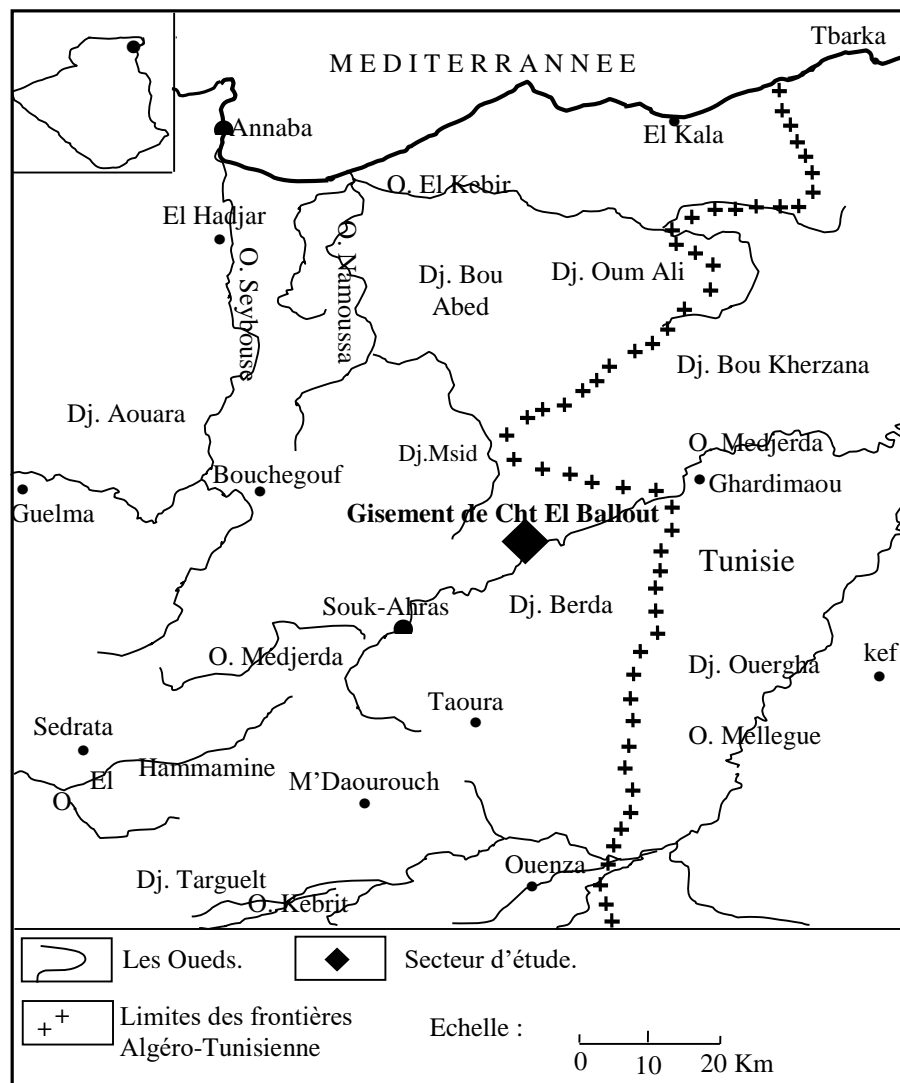 Tbarka
MEDITERRANNEE
Annaba
El Kala
O. El Kebir
El Hadjar
O. Seybouse
O. Namoussa
Dj. Bou
Abed
Dj. Oum Ali
Dj. Bou Kherzana
Dj. Aouara
Dj.Msid
O. Medjerda
Bouchegouf
Ghardimaou
Guelma
Gisement de Cht El Ballout
Tunisie
Souk-Ahras
Dj. Berda
O. Medjerda
Dj. Ouergha
kef
Taoura
Sedrata
O. Mellegue
O. El Hammamine
M'Daourouch
Ouenza
Dj. Targuelt
O. Kebrit
Les Oueds.
Secteur d'étude.
Limites des frontières
Algéro-Tunisienne
Echelle :
0 10 20 Km